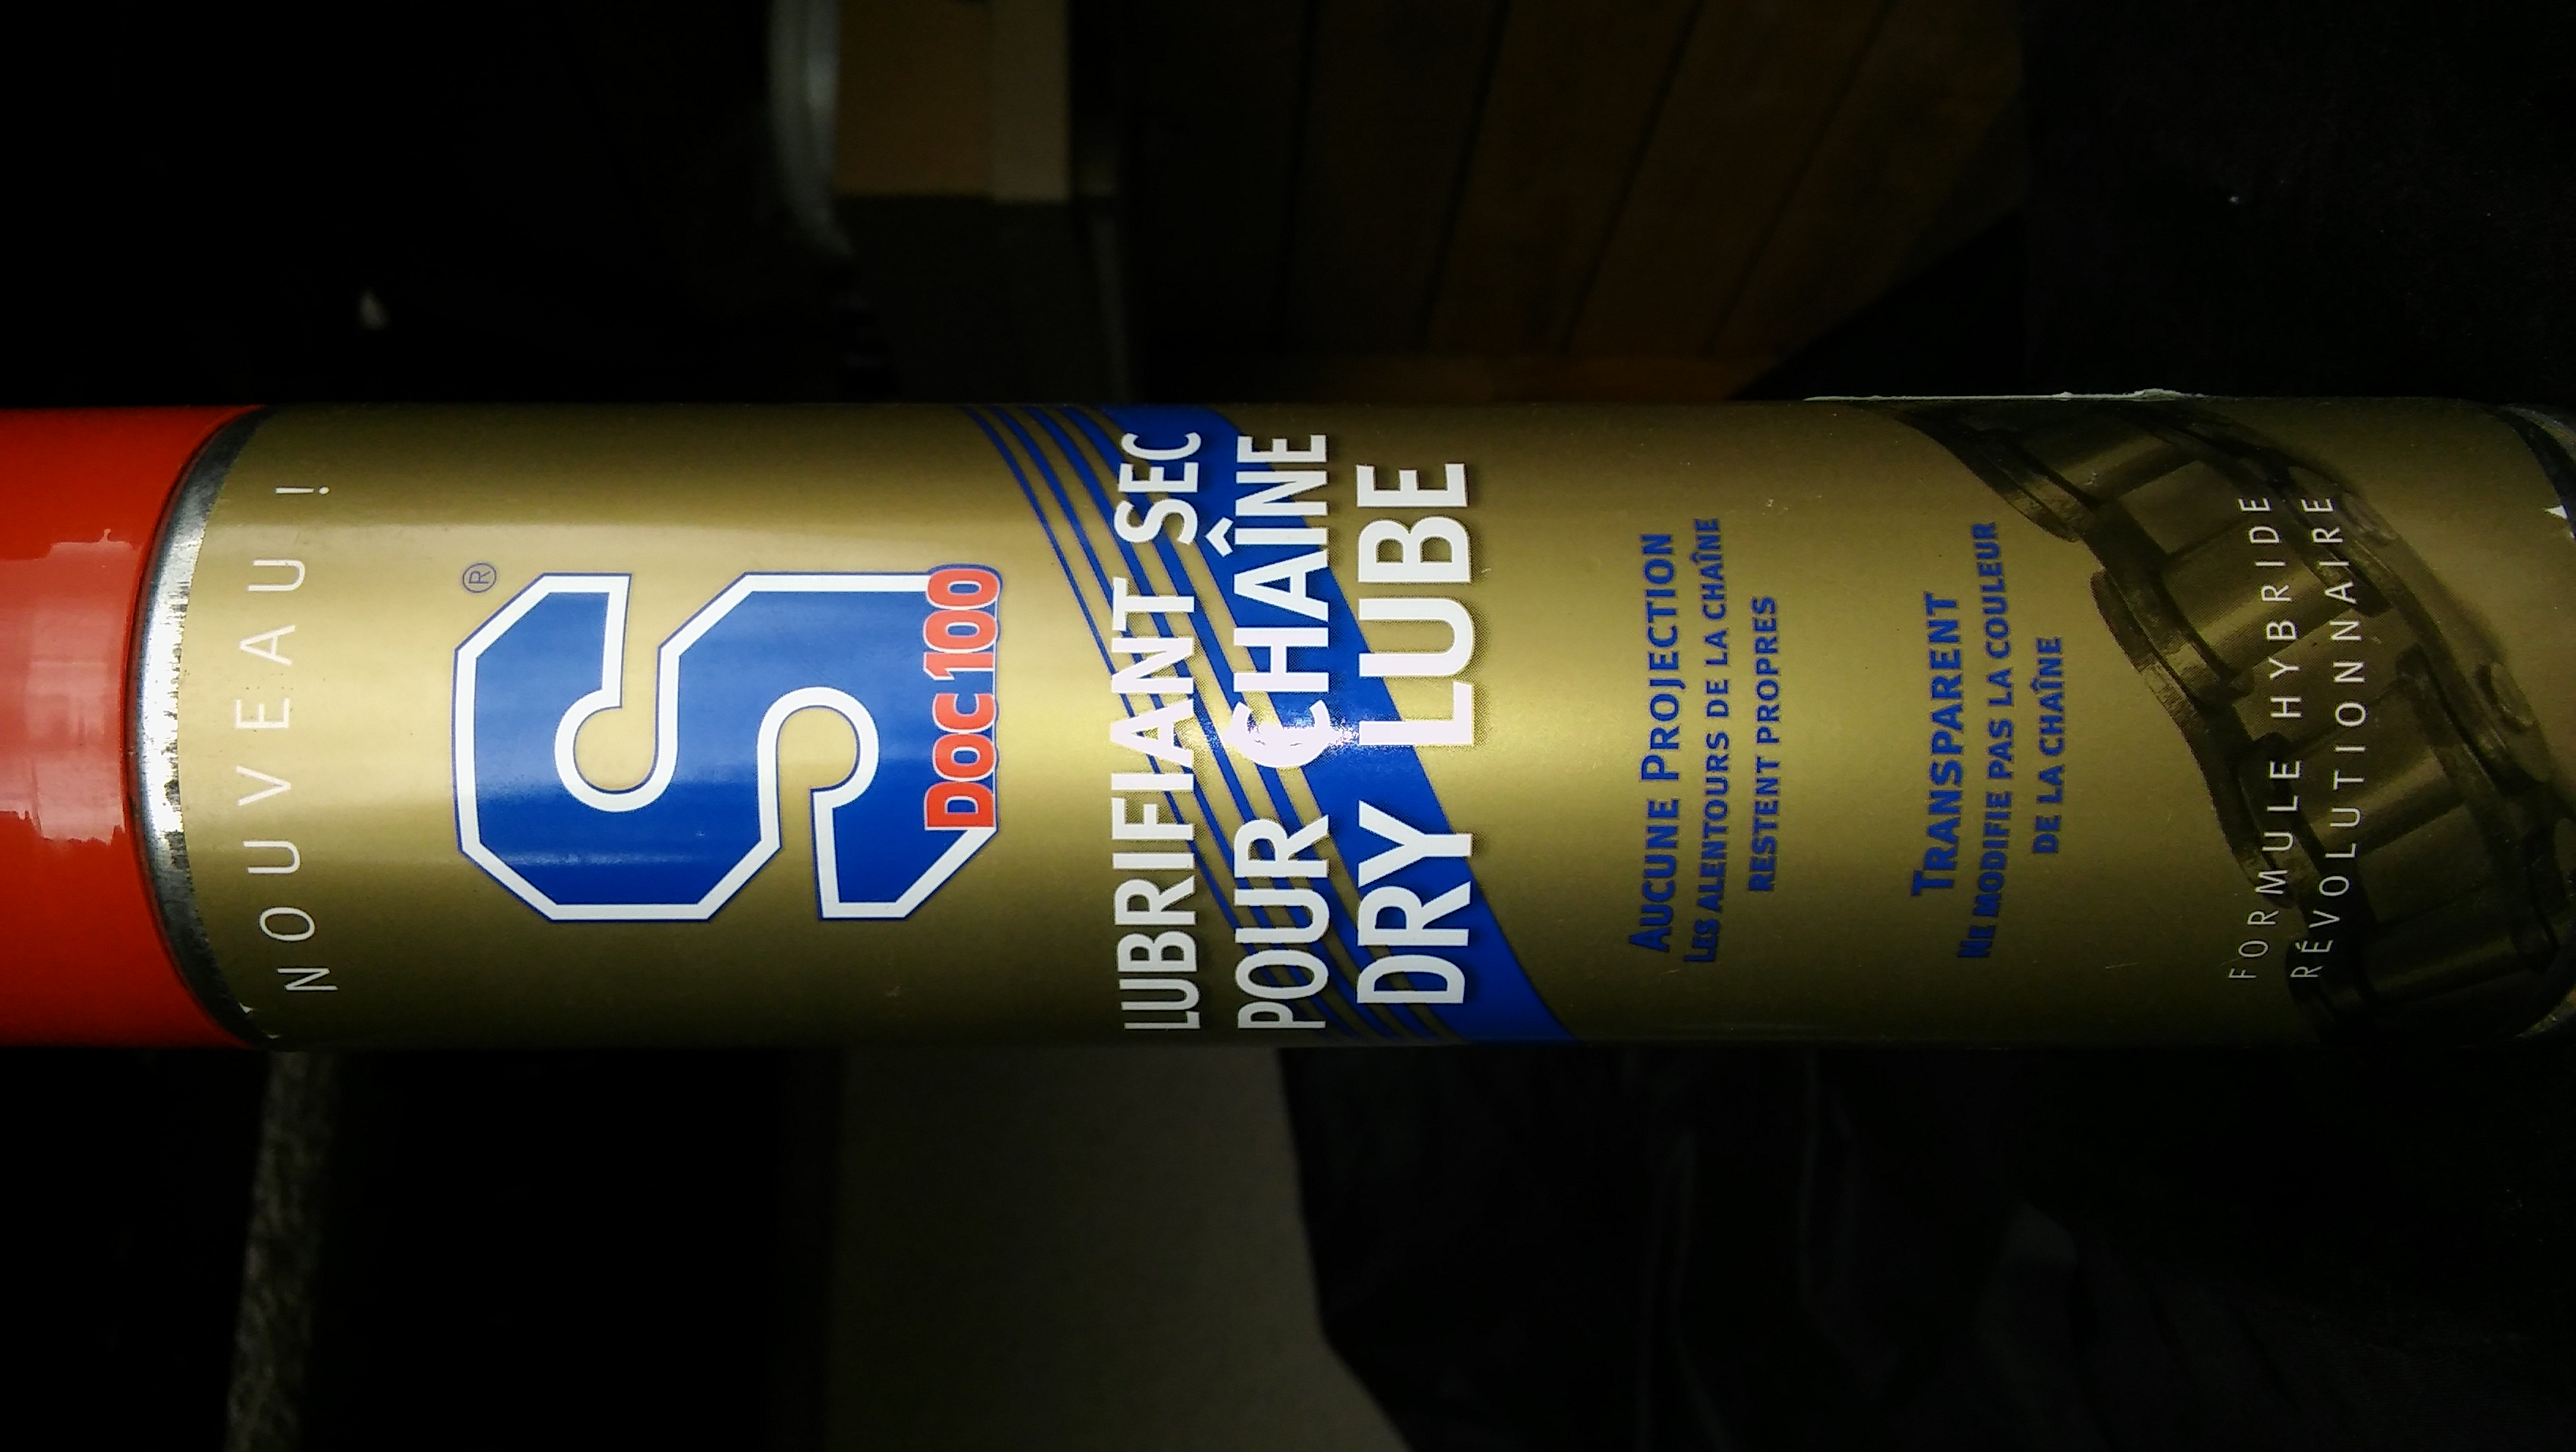 NOUVEAU!
S
®
DOC100
LUBRIFIANT SEC
POUR CHAÎNE
DRY LUBE
AUCUNE PROJECTION
LES ALENTOURS DE LA CHAÎNE
RESTENT PROPRES
TRANSPARENT
NE MODIFIE PAS LA COULEUR
DE LA CHAÎNE
FORMULE HYBRIDE
RÉVOLUTIONNAIRE